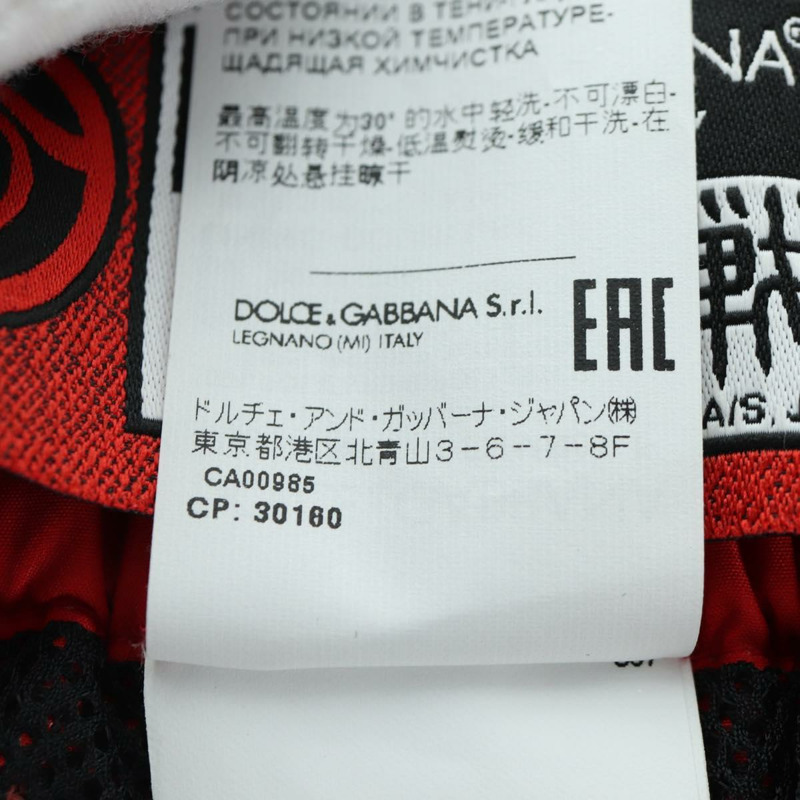 СОСТОЯНИИ В ТЕНИ
ПРИ НИЗКОЙ ТЕМПЕРАТУРЕ-
ЩАДЯЩАЯ ХИМЧИСТКА
最高温度为30° 的水中轻洗-不可漂白-
不可翻转干燥-低温熨烫-缓和干洗-在
阴凉处悬挂晾干
DOLCE & GABBANA S.r.l.
LEGNANO (MI) ITALY
EAC
ドルチェ・アンド・ガッバーナ・ジャパン㈱
東京都港区北青山3-6-7-8F
CA00985
CP: 30160
NA®
戦
A/S, J